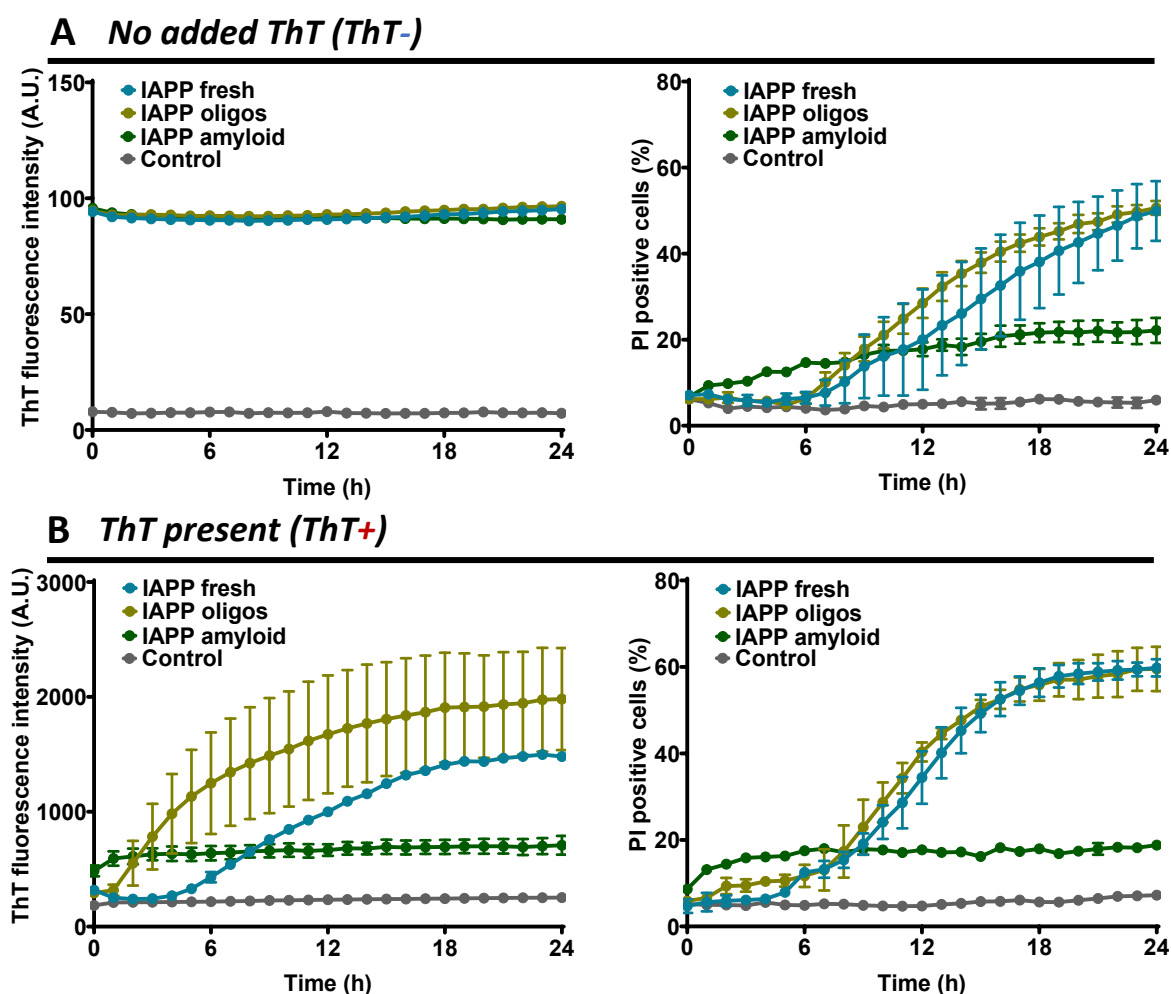 A No added ThT (ThT-)
ThT fluorescence intensity (A.U.)
150
100
50
0
IAPP fresh
IAPP oligos
IAPP amyloid
Control
0 6 12 18 24
Time (h)
PI positive cells (%)
80
60
40
20
0
IAPP fresh
IAPP oligos
IAPP amyloid
Control
0 6 12 18 24
Time (h)
B ThT present (ThT+)
ThT fluorescence intensity (A.U.)
3000
2000
1000
0
IAPP fresh
IAPP oligos
IAPP amyloid
Control
0 6 12 18 24
Time (h)
PI positive cells (%)
80
60
40
20
0
IAPP fresh
IAPP oligos
IAPP amyloid
Control
0 6 12 18 24
Time (h)